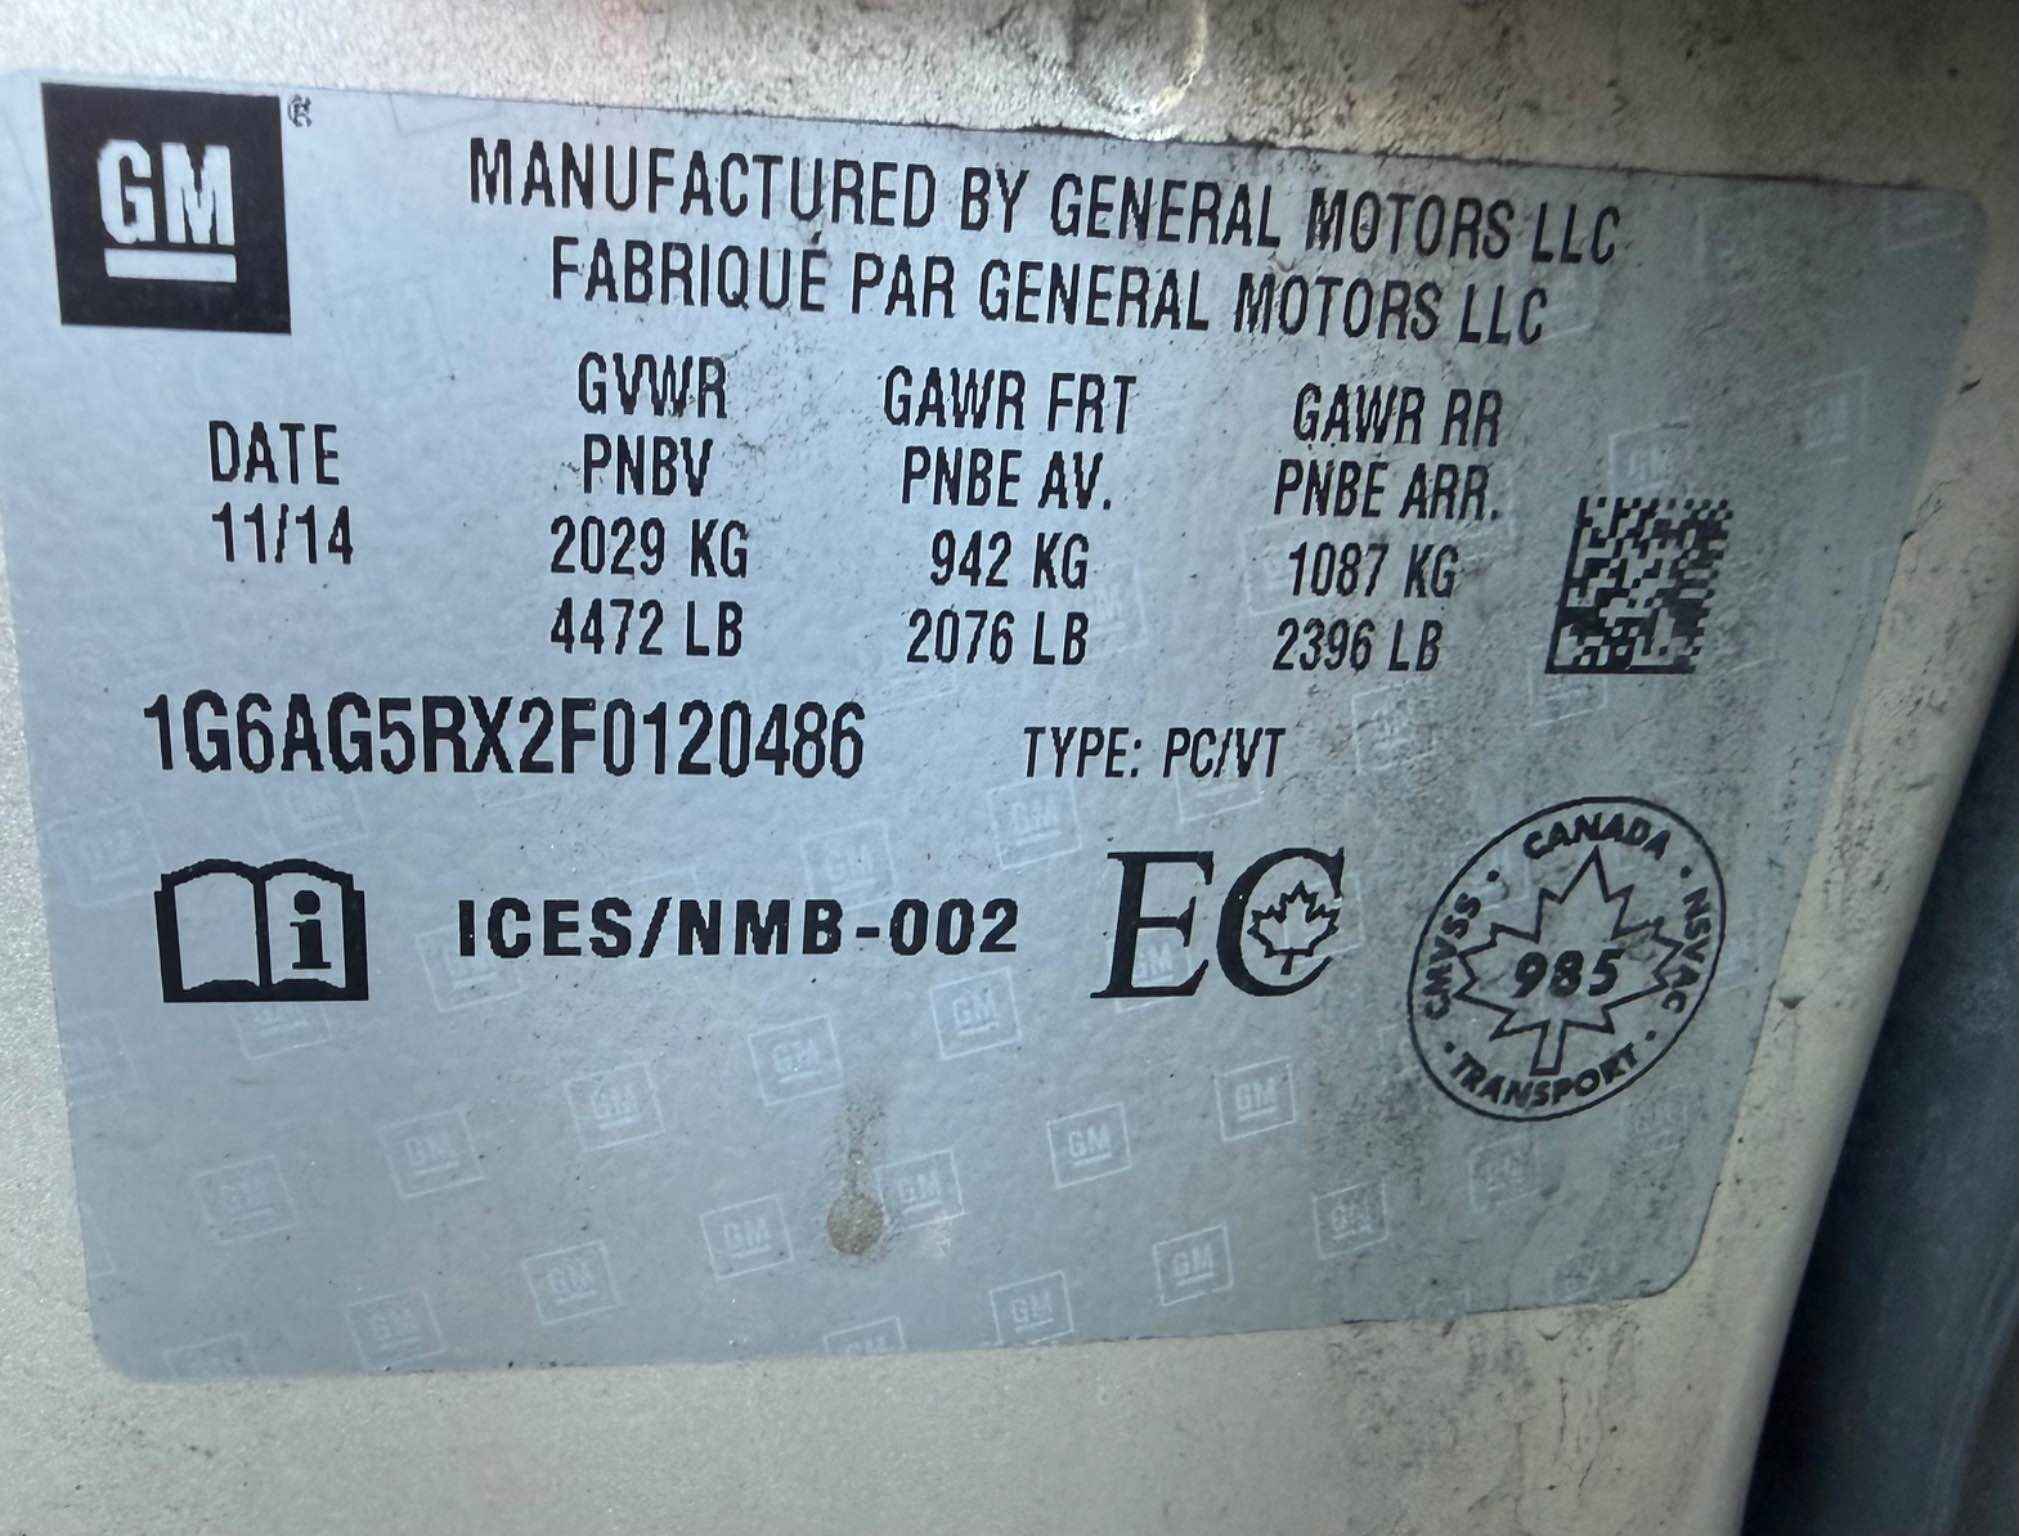 GM
MANUFACTURED BY GENERAL MOTORS LLC
FABRIQUÉ PAR GENERAL MOTORS LLC
DATE
11/14
GVWR
PNBV
2029 KG
4472 LB
GAWR FRT
PNBE AV.
942 KG
2076 LB
GAWR RR
PNBE ARR.
1087 KG
2396 LB
1G6AG5RX2F0120486 TYPE: PC/VT
i ICES/NMB-002 EC
CANADA · NSVAC · TRANSPORT · CMVSS ·
985